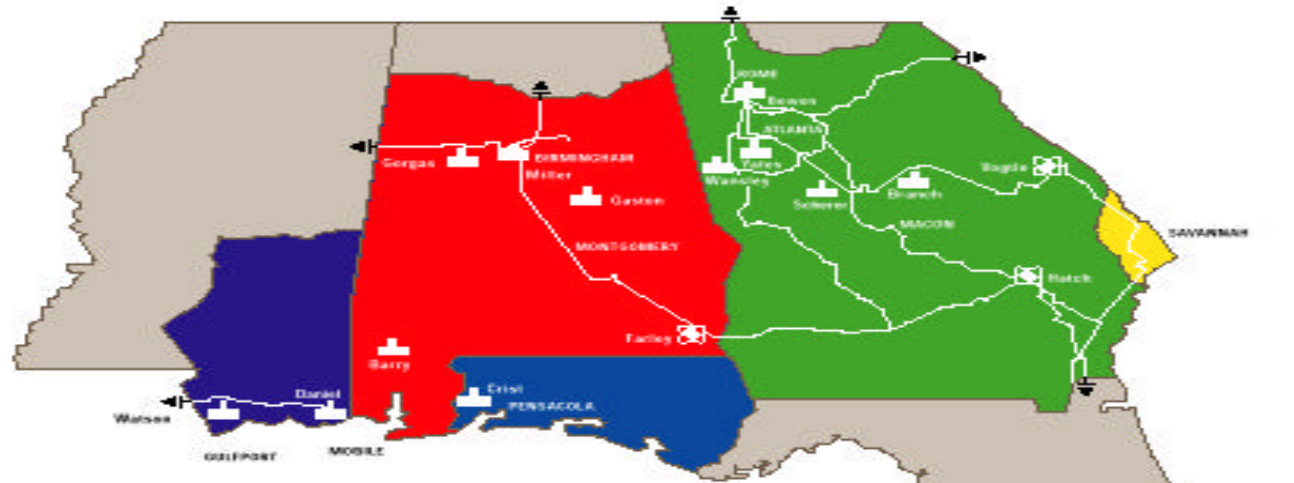 ROME
Bowen
ATLANTA
Yates
Wansley
Gorgas
BIRMINGHAM
Miller
Gaston
Vogtle
Scherer
Branch
MACON
SAVANNAH
MONTGOMERY
Hatch
Farley
Barry
Crist
Daniel
PENSACOLA
Watson
GULFPORT
MOBILE